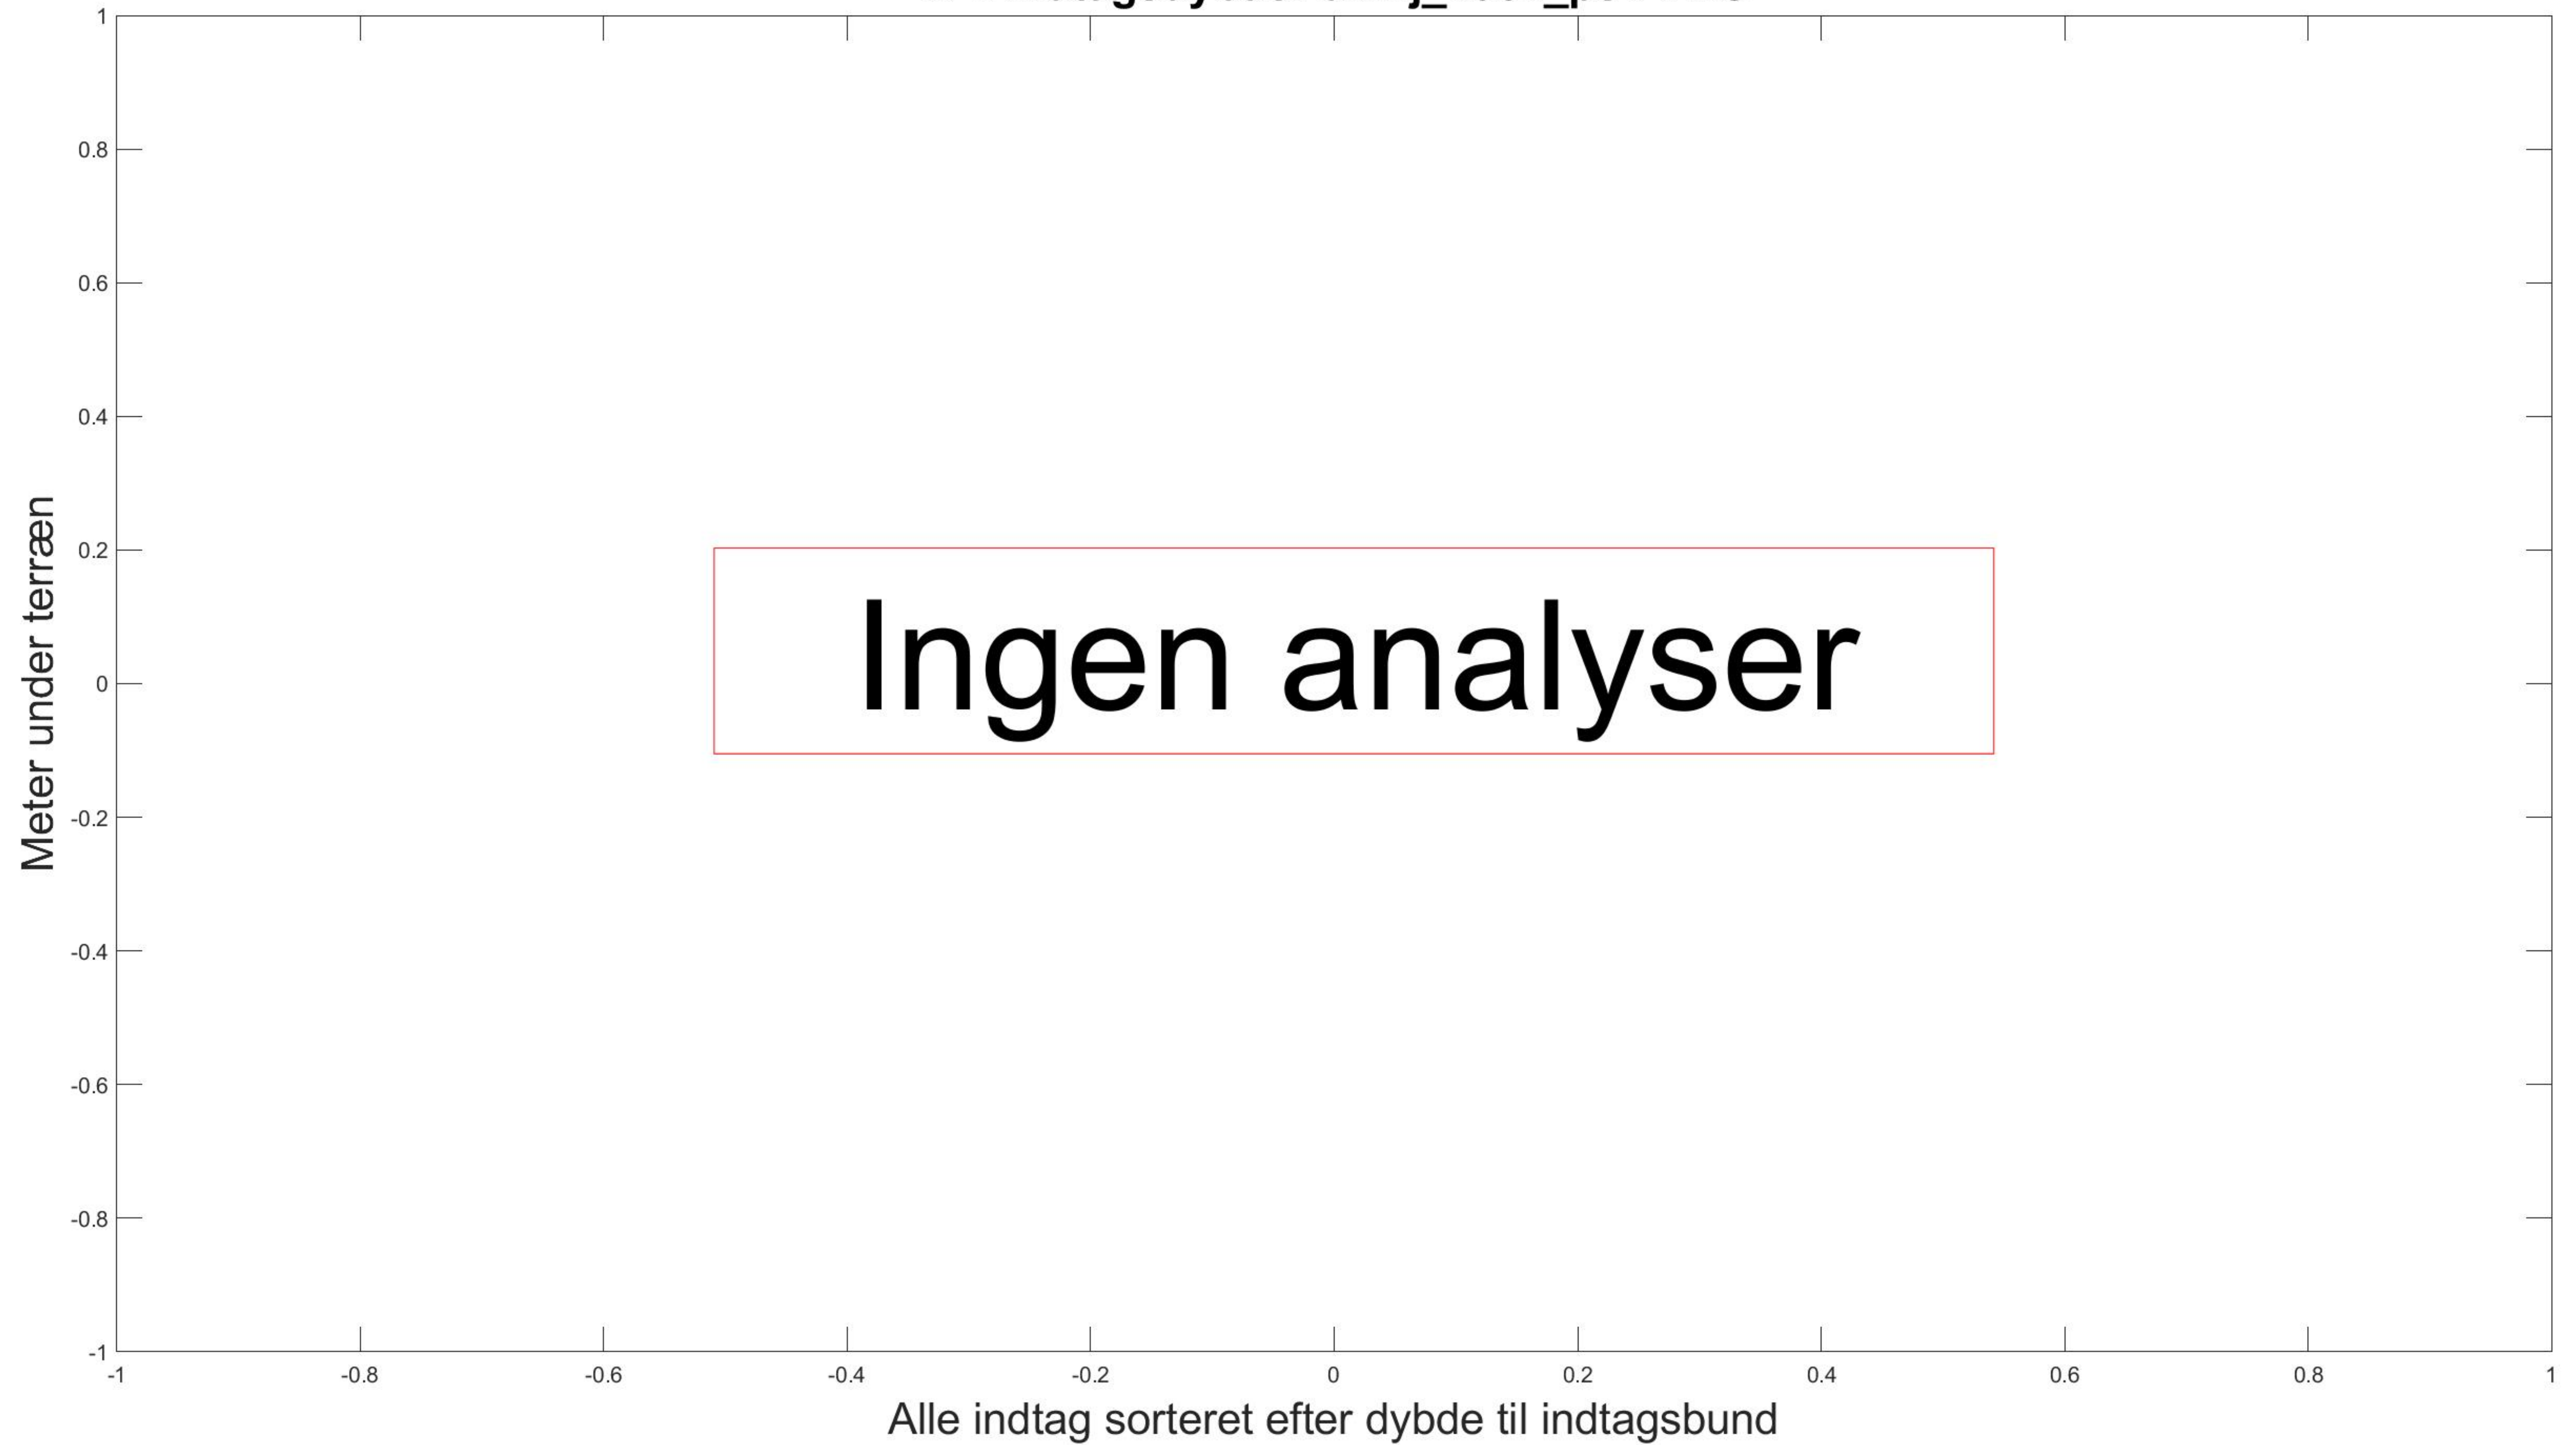 1
0.8
0.6
0.4
0.2
0
-0.2
-0.4
-0.6
-0.8
-1
Meter under terræn
Ingen analyser
-1 -0.8 -0.6 -0.4 -0.2 0 0.2 0.4 0.6 0.8 1
Alle indtag sorteret efter dybde til indtagsbund